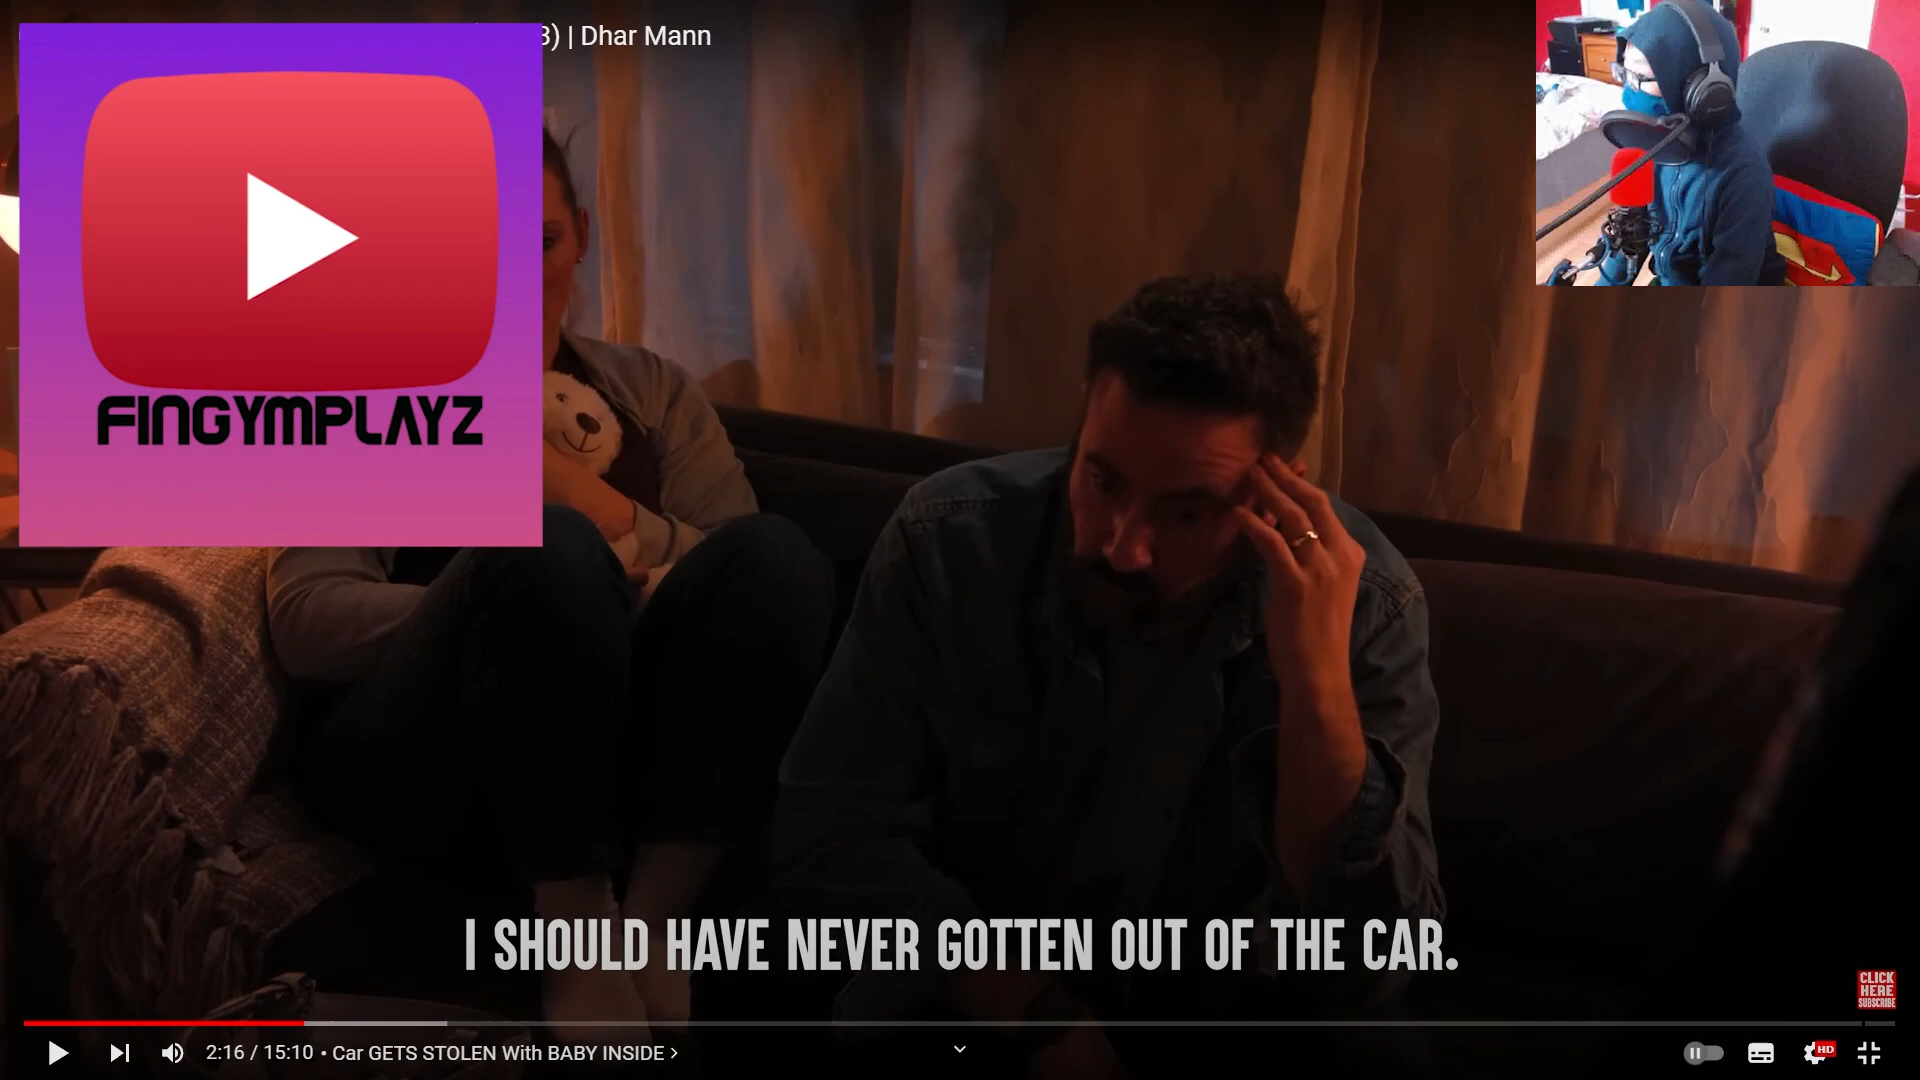 3) | Dhar Mann
FINGYMPLAYZ
I SHOULD HAVE NEVER GOTTEN OUT OF THE CAR.
CLICK
HERE
SUBSCRIBE
2:16 / 15:10 • Car GETS STOLEN With BABY INSIDE >
HD